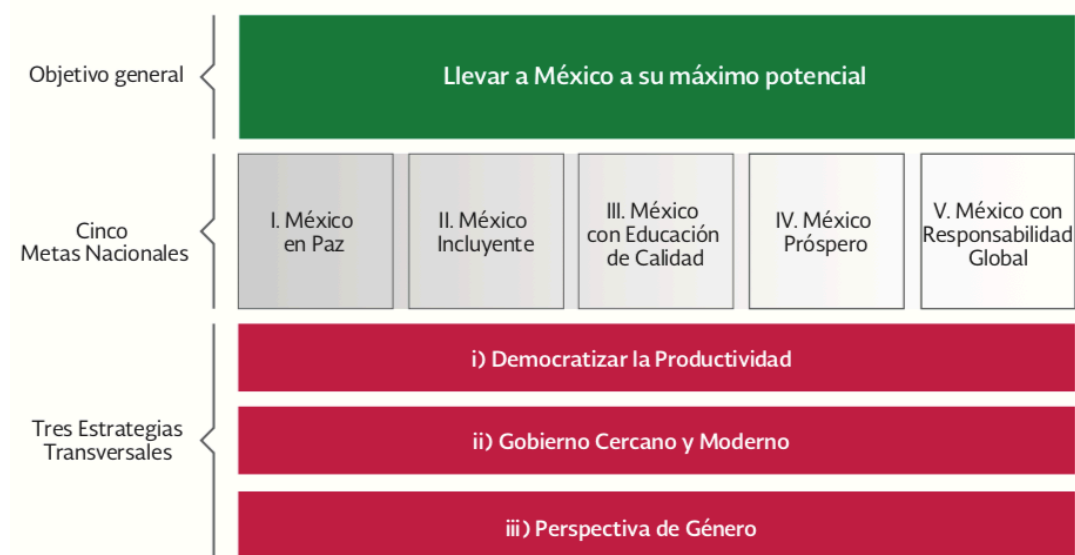 Objetivo general
Llevar a México a su máximo potencial
Cinco
Metas Nacionales
I. México
en Paz
II. México
Incluyente
III. México
con Educación
de Calidad
IV. México
Próspero
V. México con
Responsabilidad
Global
Tres Estrategias
Transversales
i) Democratizar la Productividad
ii) Gobierno Cercano y Moderno
iii) Perspectiva de Género